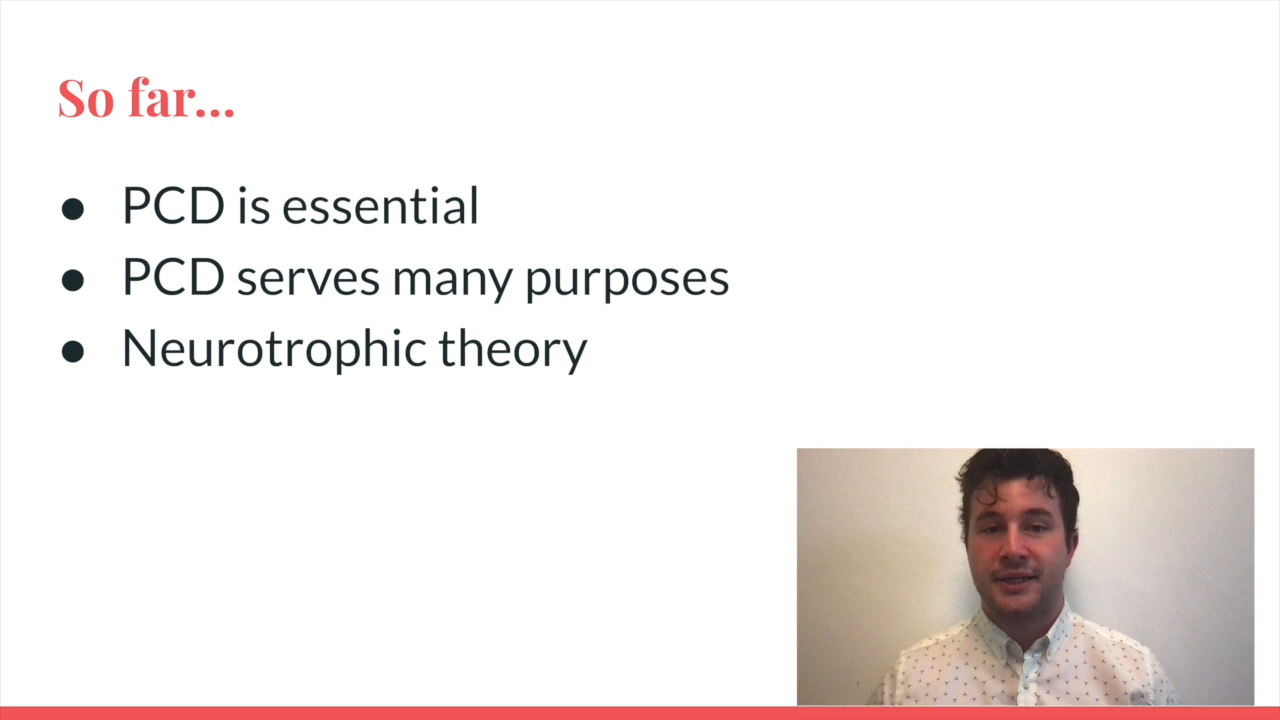 So far...
● PCD is essential
● PCD serves many purposes
● Neurotrophic theory